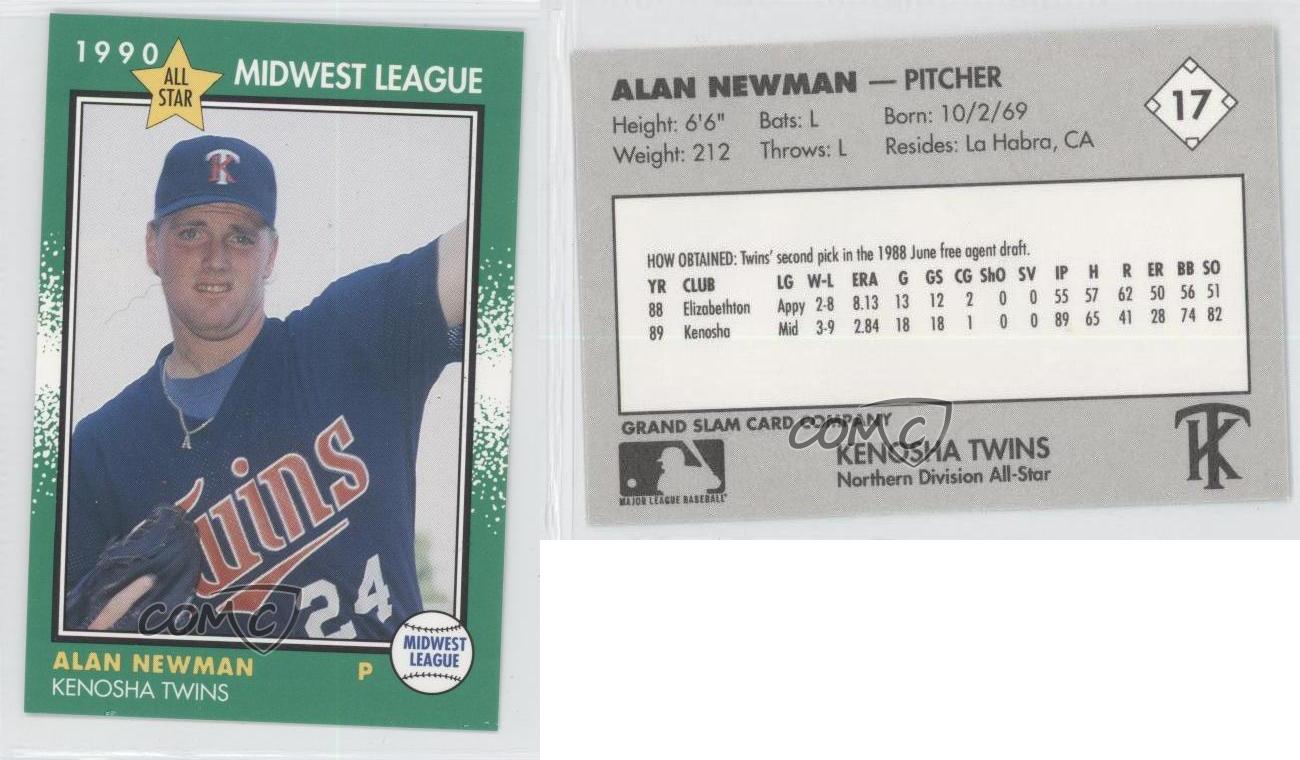 1990
ALL
STAR
MIDWEST LEAGUE
K
Twins
24
COMC
MIDWEST
LEAGUE
ALAN NEWMAN P
KENOSHA TWINS
ALAN NEWMAN — PITCHER
17
Height: 6'6" Bats: L Born: 10/2/69
Weight: 212 Throws: L Resides: La Habra, CA
HOW OBTAINED: Twins' second pick in the 1988 June free agent draft.
YR CLUB LG W-L ERA G GS CG ShO SV IP H R ER BB SO
88 Elizabethton Appy 2-8 8.13 13 12 2 0 0 55 57 62 50 56 51
89 Kenosha Mid 3-9 2.84 18 18 1 0 0 89 65 41 28 74 82
GRAND SLAM CARD COMPANY
COMC
MAJOR LEAGUE BASEBALL
KENOSHA TWINS
Northern Division All-Star
TK